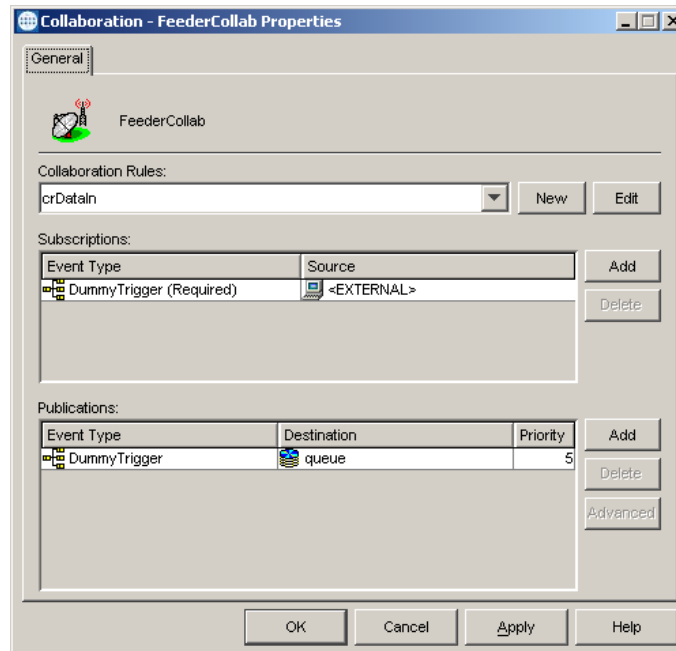 Collaboration - FeederCollab Properties
General
FeederCollab
Collaboration Rules:
crDataIn New Edit
Subscriptions:
Event Type Source Add
DummyTrigger (Required) <EXTERNAL>
Delete
Publications:
Event Type Destination Priority Add
DummyTrigger queue 5
Delete
Advanced
OK Cancel Apply Help